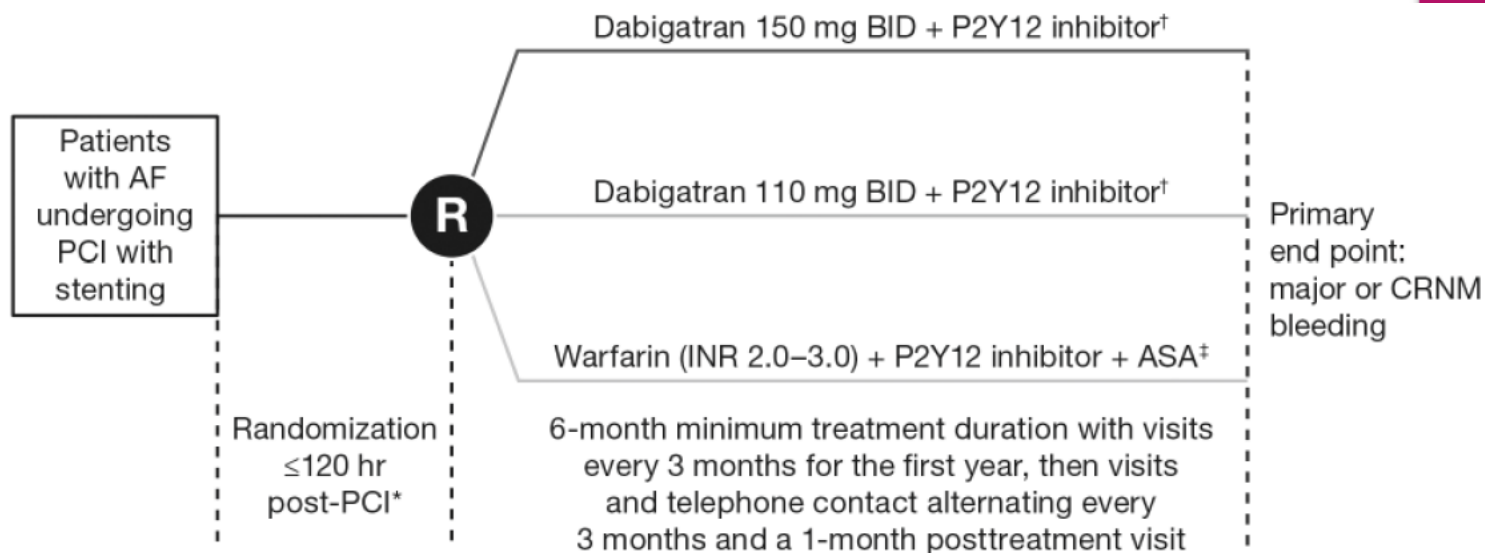 Dabigatran 150 mg BID + P2Y12 inhibitor†
Patients
with AF
undergoing
PCI with
stenting
R
Dabigatran 110 mg BID + P2Y12 inhibitor†
Primary
end point:
major or CRNM
bleeding
Warfarin (INR 2.0–3.0) + P2Y12 inhibitor + ASA‡
Randomization
≤120 hr
post-PCI*
6-month minimum treatment duration with visits
every 3 months for the first year, then visits
and telephone contact alternating every
3 months and a 1-month posttreatment visit